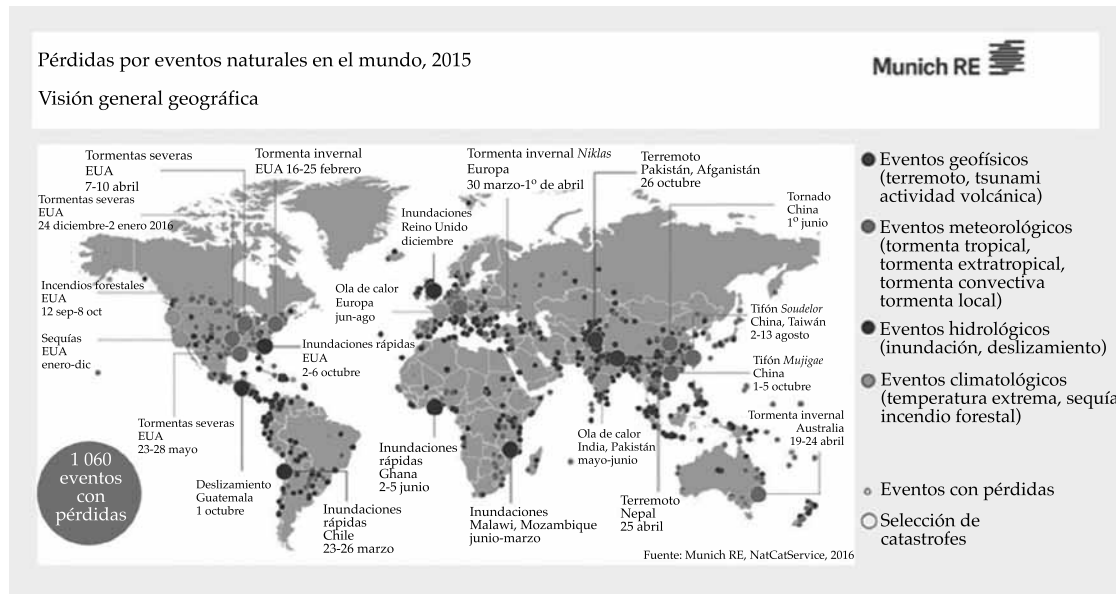 Pérdidas por eventos naturales en el mundo, 2015
Visión general geográfica
Munich RE
Tormentas severas
EUA
7-10 abril
Tormenta invernal
EUA 16-25 febrero
Tormenta invernal Niklas
Europa
30 marzo-1º de abril
Terremoto
Pakistán, Afganistán
26 octubre
Tornado
China
1º junio
Tormentas severas
EUA
24 diciembre-2 enero 2016
Inundaciones
Reino Unido
diciembre
Incendios forestales
EUA
12 sep-8 oct
Ola de calor
Europa
jun-ago
Tifón Soudelor
China, Taiwán
2-13 agosto
Sequías
EUA
enero-dic
Inundaciones rápidas
EUA
2-6 octubre
Tifón Mujigae
China
1-5 octubre
Tormentas severas
EUA
23-28 mayo
Inundaciones
rápidas
Ghana
2-5 junio
Ola de calor
India, Pakistán
mayo-junio
Tormenta invernal
Australia
19-24 abril
1 060
eventos
con
pérdidas
Deslizamiento
Guatemala
1 octubre
Inundaciones
rápidas
Chile
23-26 marzo
Inundaciones
Malawi, Mozambique
junio-marzo
Terremoto
Nepal
25 abril
Fuente: Munich RE, NatCatService, 2016
Eventos geofísicos
(terremoto, tsunami
actividad volcánica)
Eventos meteorológicos
(tormenta tropical,
tormenta extratropical,
tormenta convectiva
tormenta local)
Eventos hidrológicos
(inundación, deslizamiento)
Eventos climatológicos
(temperatura extrema, sequía
incendio forestal)
Eventos con pérdidas
Selección de
catastrofes